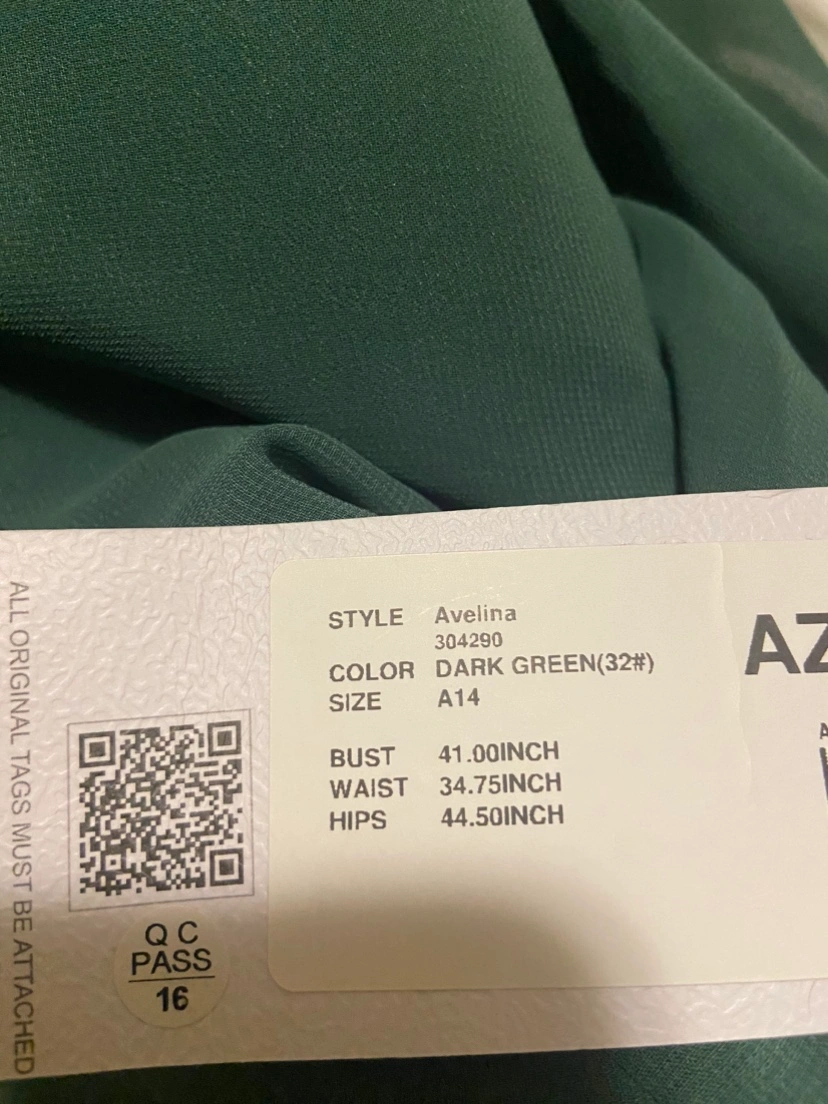 ALL ORIGINAL TAGS MUST BE ATTACHED
STYLE Avelina
304290
COLOR DARK GREEN(32#)
SIZE A14
BUST 41.00INCH
WAIST 34.75INCH
HIPS 44.50INCH
AZ
Q C
PASS
16